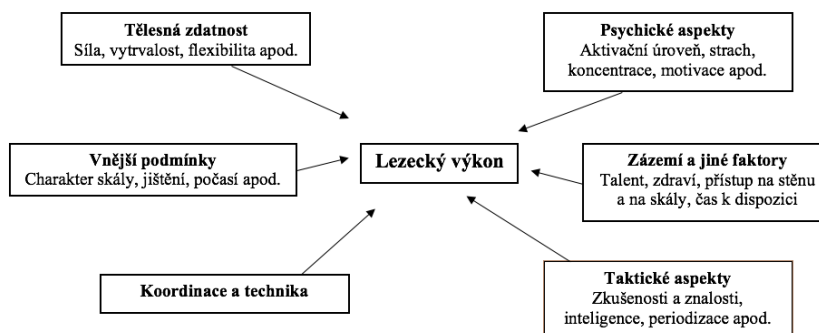 Tělesná zdatnost
Síla, vytrvalost, flexibilita apod.
Psychické aspekty
Aktivační úroveň, strach,
koncentrace, motivace apod.
Vnější podmínky
Charakter skály, jištění, počasí apod.
Lezecký výkon
Zázemí a jiné faktory
Talent, zdraví, přístup na stěnu
a na skály, čas k dispozici
Koordinace a technika
Taktické aspekty
Zkušenosti a znalosti,
inteligence, periodizace apod.